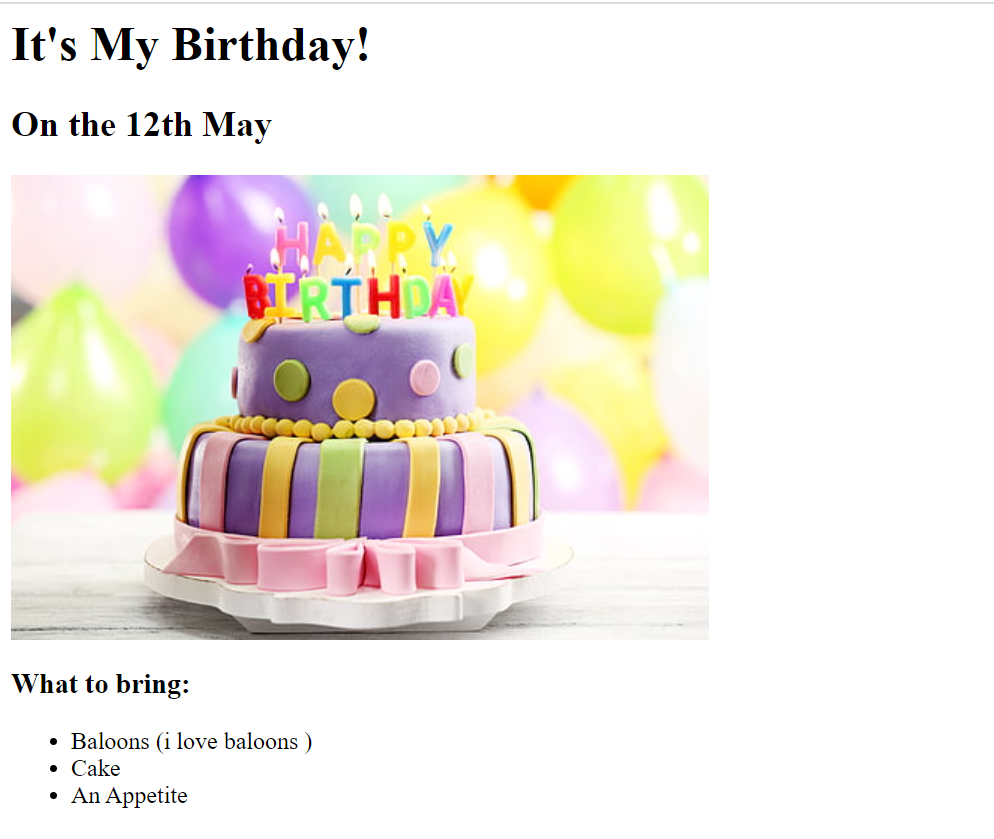 It's My Birthday!
On the 12th May
HAPPY
BIRTHDAY
What to bring:
Baloons (i love baloons )
Cake
An Appetite